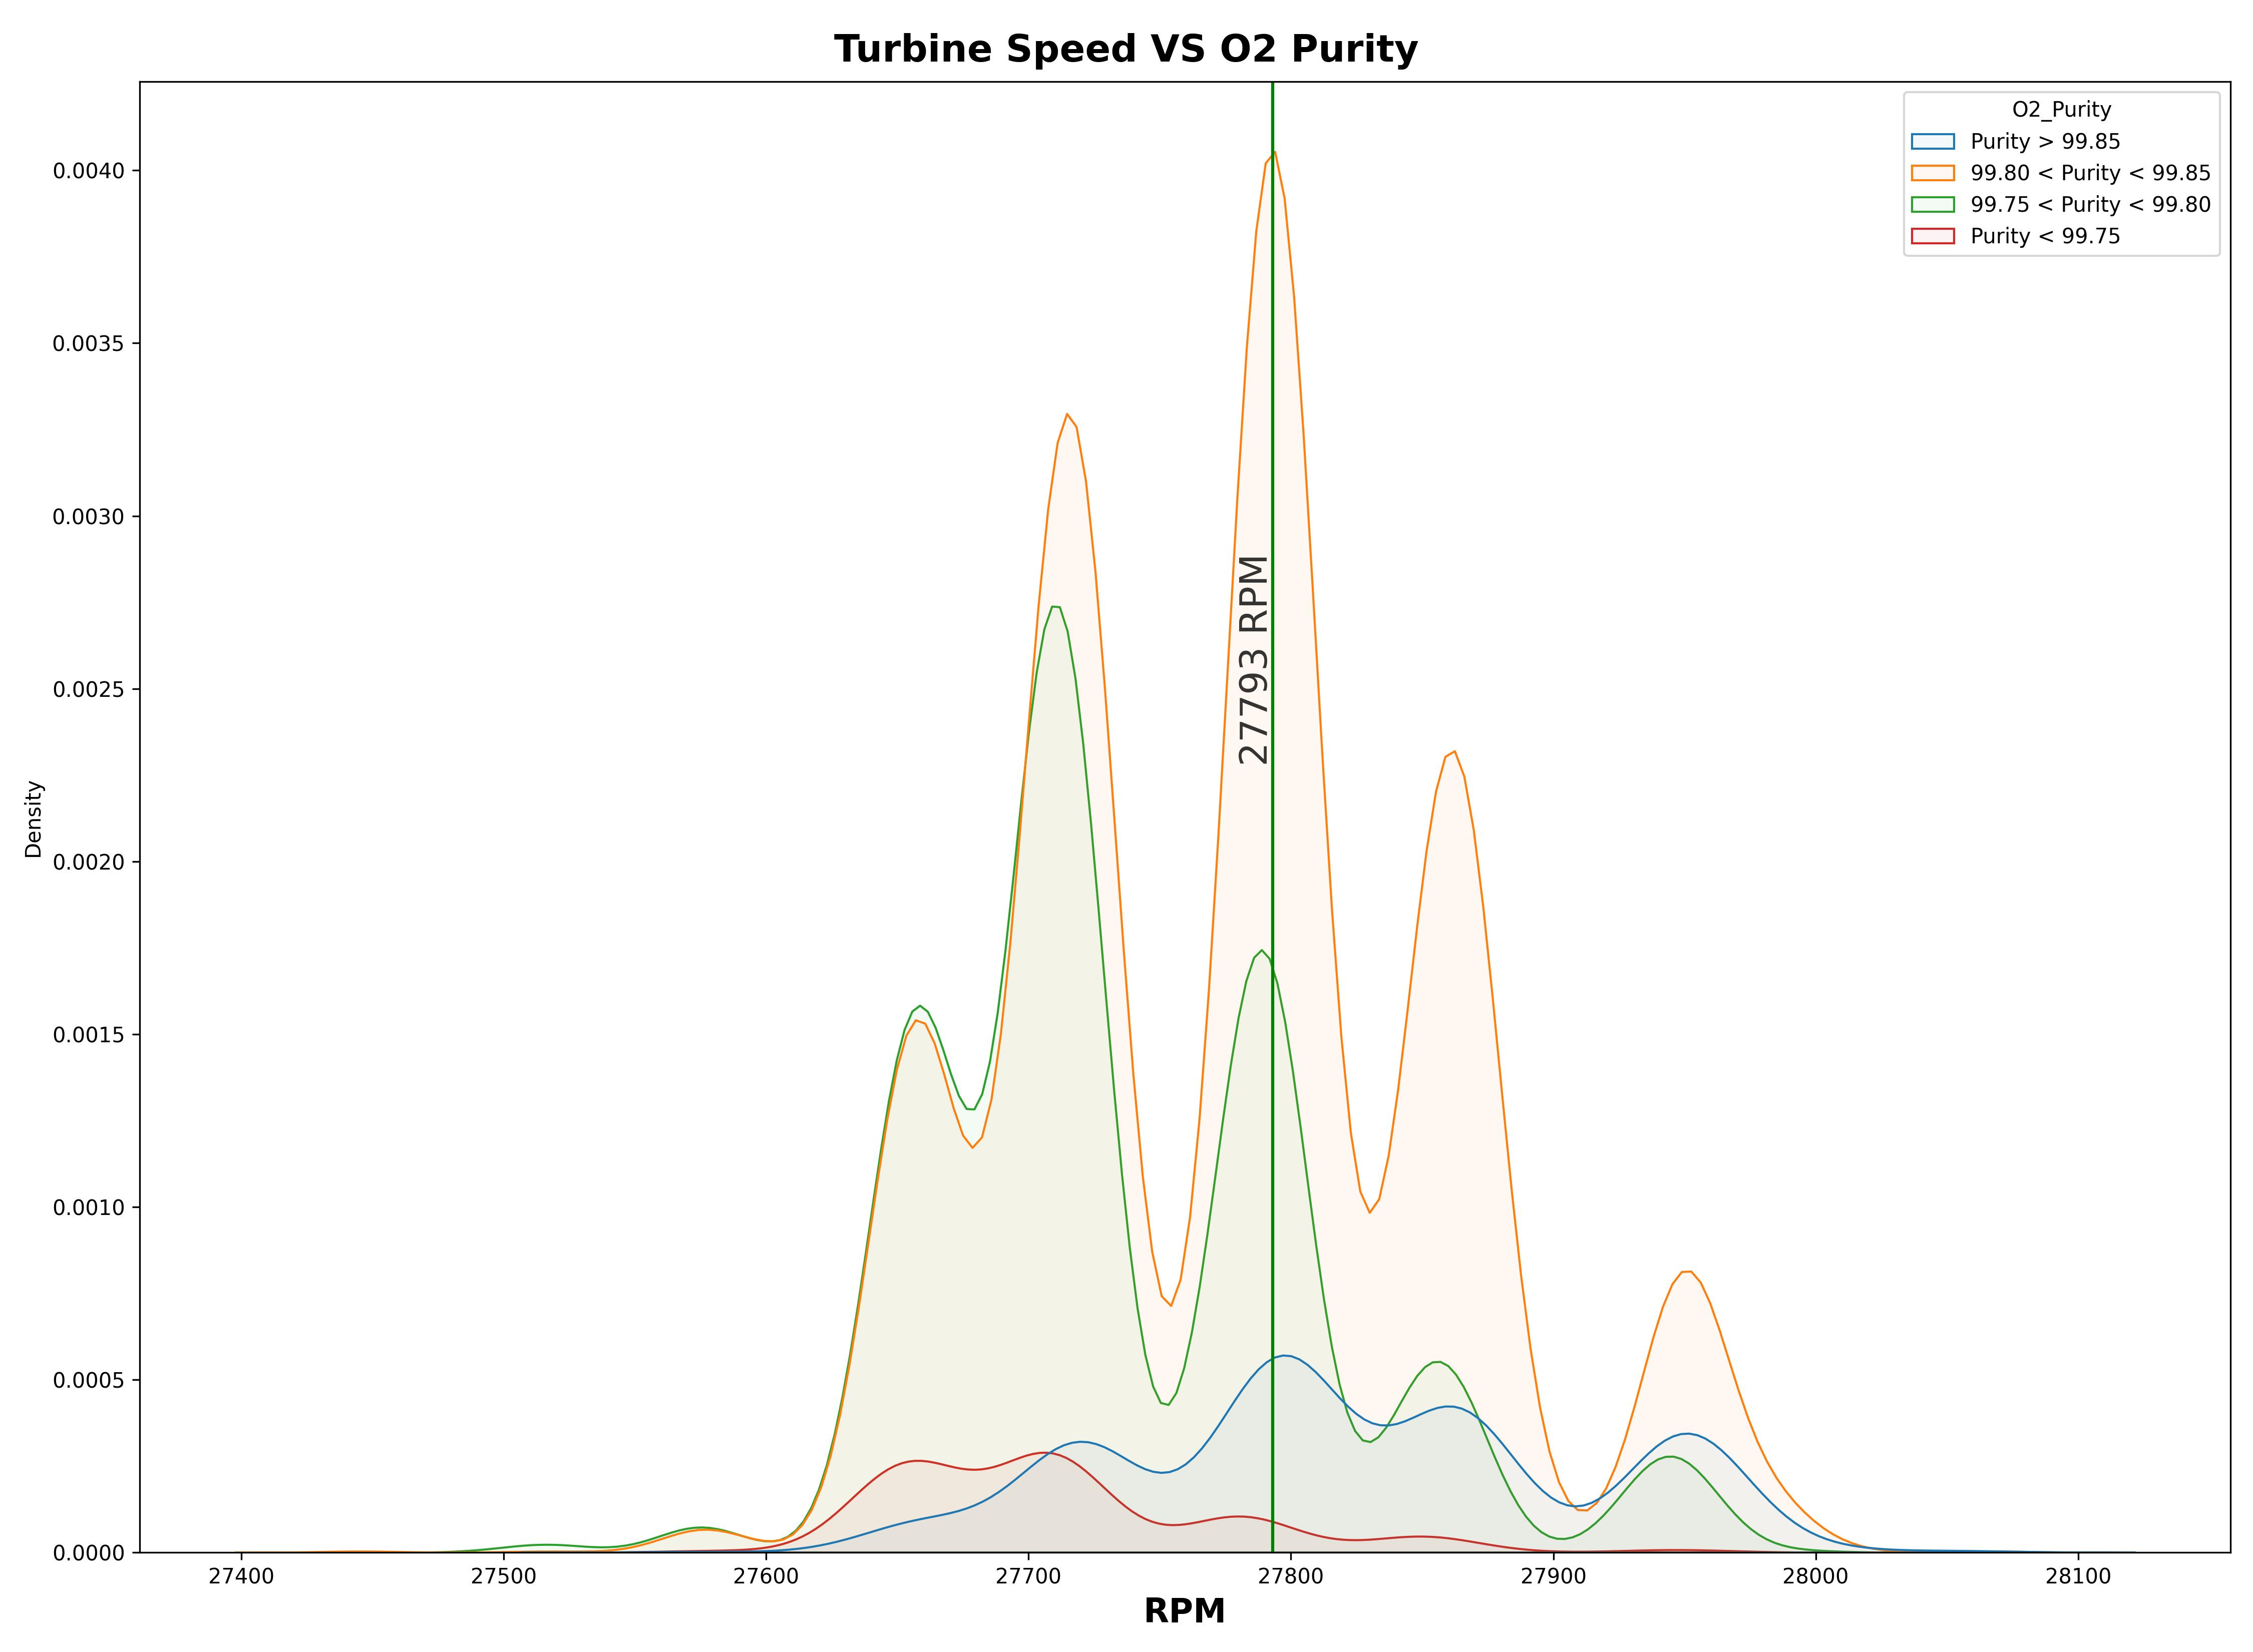 Turbine Speed VS O2 Purity
O2_Purity
Purity > 99.85
99.80 < Purity < 99.85
99.75 < Purity < 99.80
Purity < 99.75
0.0040
0.0035
0.0030
0.0025
0.0020
0.0015
0.0010
0.0005
0.0000
Density
27793 RPM
27400
27500
27600
27700
27800
27900
28000
28100
RPM